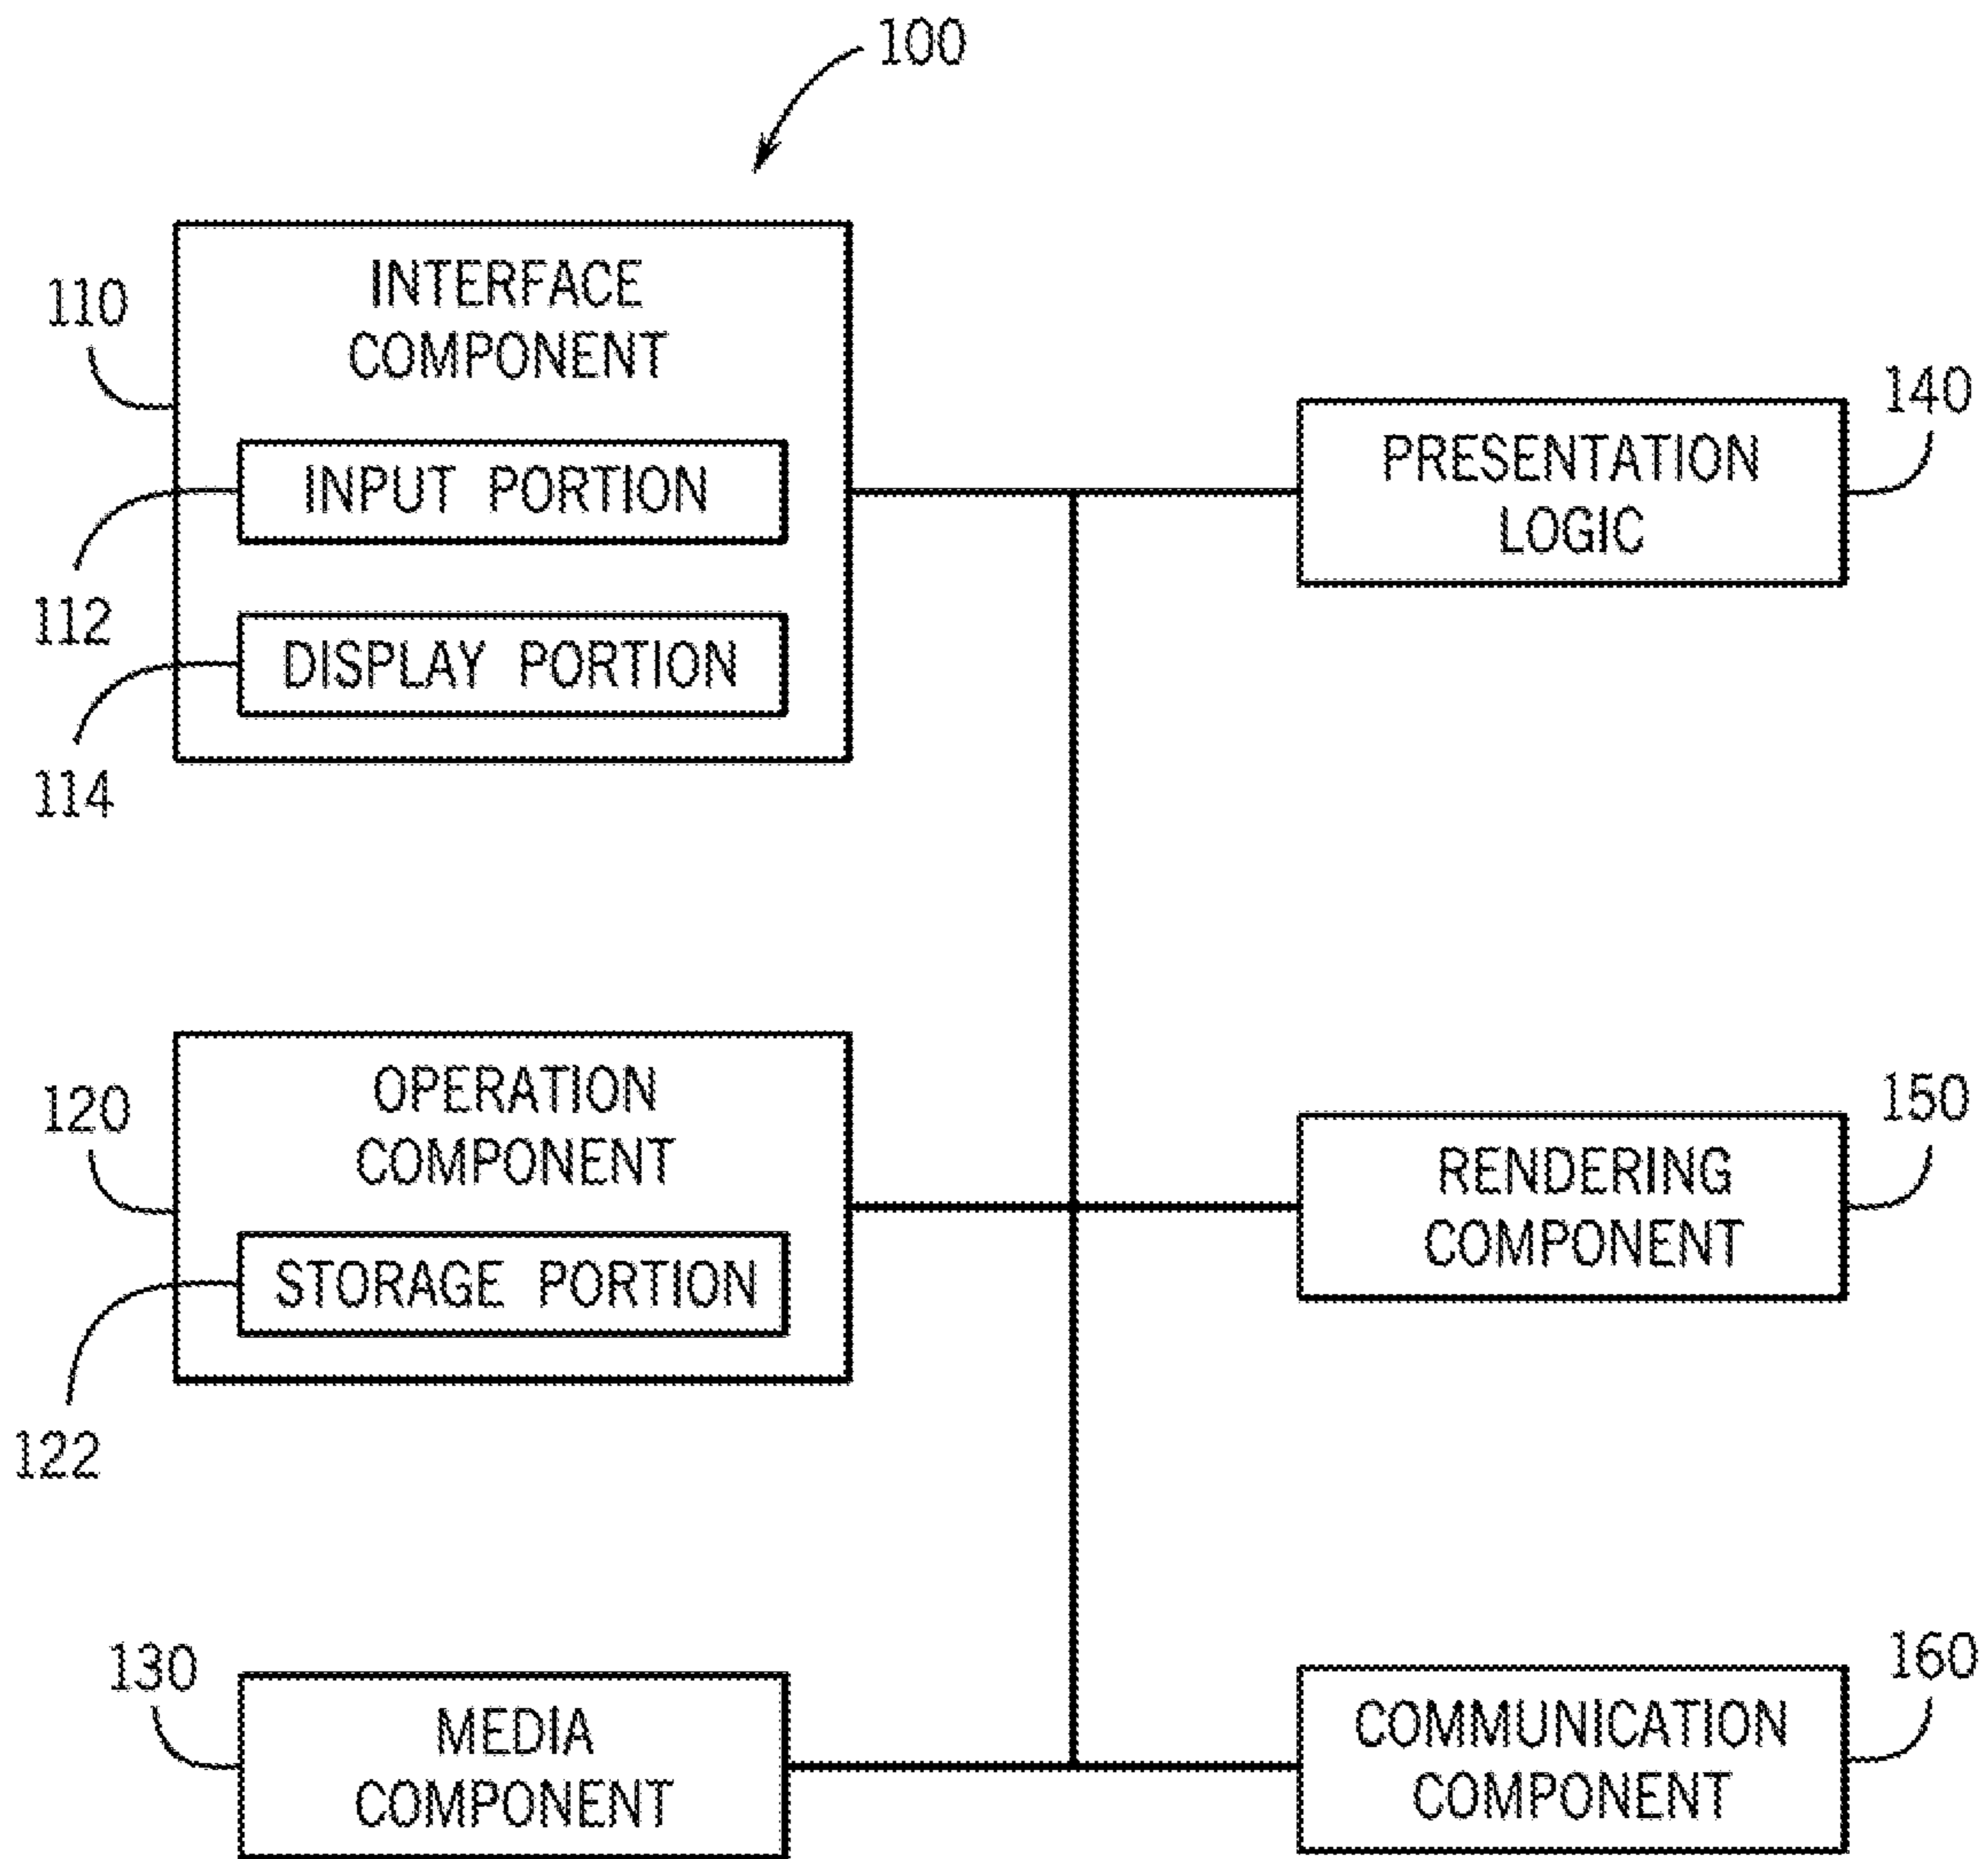 100
110
INTERFACE
COMPONENT
INPUT PORTION
112
DISPLAY PORTION
114
140
PRESENTATION
LOGIC
120
OPERATION
COMPONENT
STORAGE PORTION
122
150
RENDERING
COMPONENT
130
MEDIA
COMPONENT
160
COMMUNICATION
COMPONENT